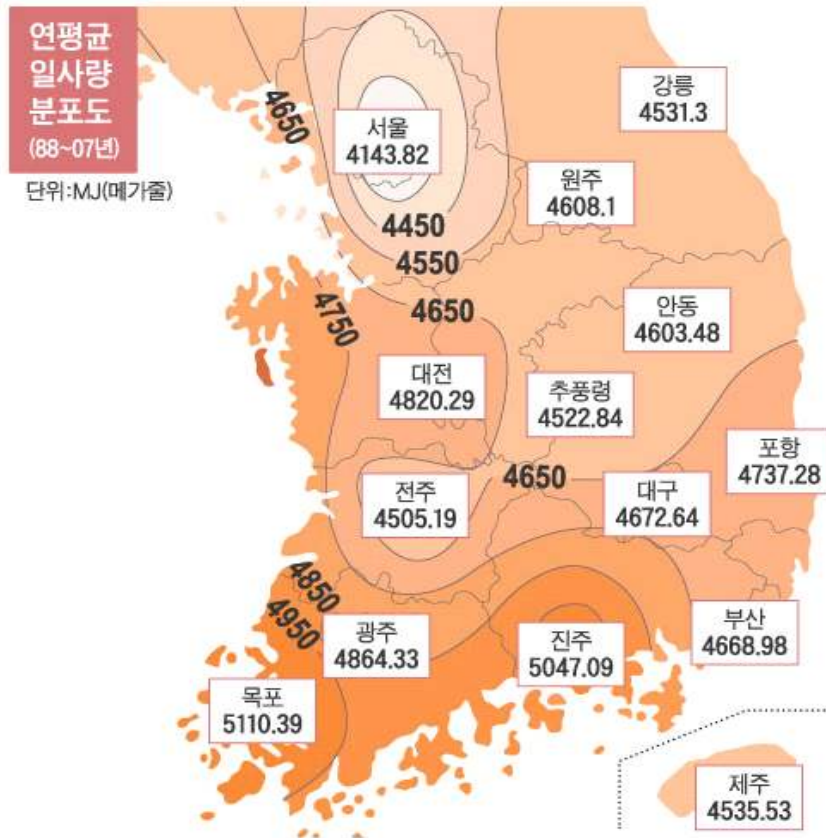 연평균
일사량
분포도
(88~07년)
단위:MJ(메가줄)
4650
서울
4143.82
강릉
4531.3
원주
4608.1
4450
4550
4650
4750
안동
4603.48
대전
4820.29
추풍령
4522.84
포항
4737.28
4650
전주
4505.19
대구
4672.64
4850
4950
광주
4864.33
진주
5047.09
부산
4668.98
목포
5110.39
제주
4535.53